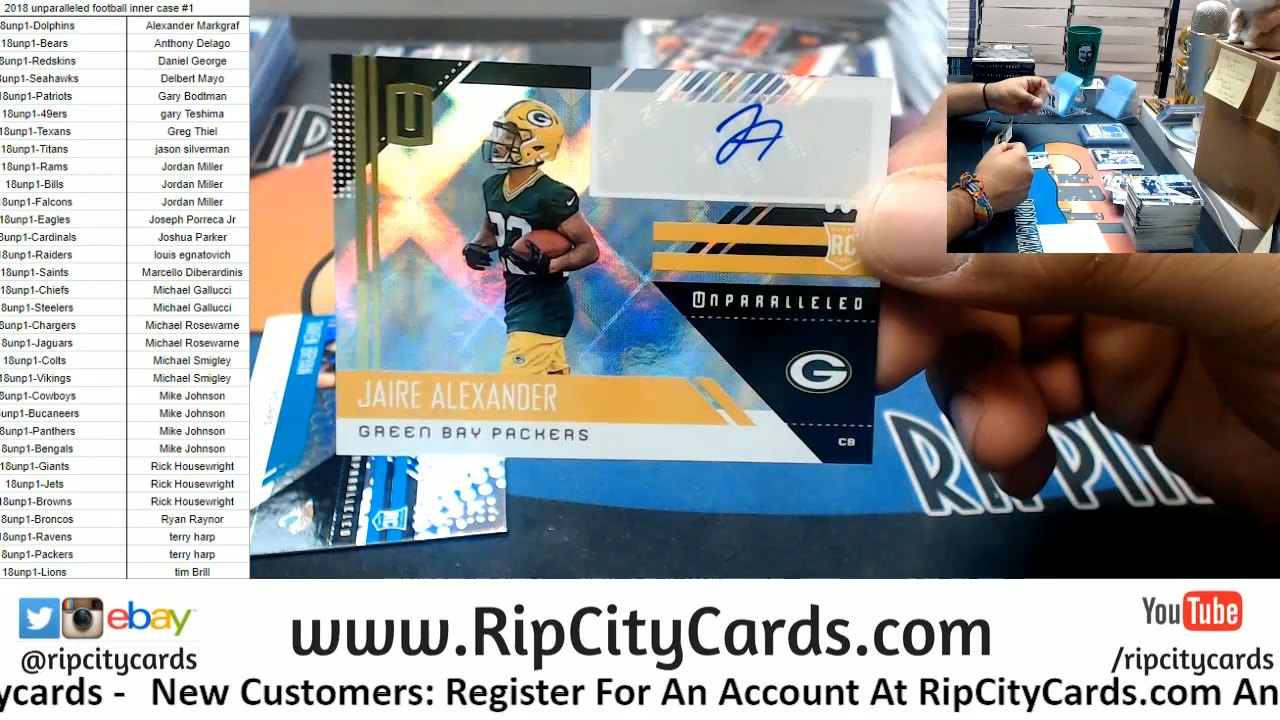 2018 unparalleled football inner case #1
8unp1-Dolphins Alexander Markgraf
18unp1-Bears Anthony Delago
8unp1-Redskins Daniel George
8unp1-Seahawks Delbert Mayo
8unp1-Patriots Gary Bodtman
18unp1-49ers gary Teshima
18unp1-Texans Greg Thiel
18unp1-Titans jason silverman
18unp1-Rams Jordan Miller
18unp1-Bills Jordan Miller
18unp1-Falcons Jordan Miller
18unp1-Eagles Joseph Porreca Jr
8unp1-Cardinals Joshua Parker
18unp1-Raiders louis egnatovich
18unp1-Saints Marcello Diberardinis
18unp1-Chiefs Michael Gallucci
8unp1-Steelers Michael Gallucci
8unp1-Chargers Michael Rosewarne
8unp1-Jaguars Michael Rosewarne
18unp1-Colts Michael Smigley
18unp1-Vikings Michael Smigley
8unp1-Cowboys Mike Johnson
unp1-Bucaneers Mike Johnson
8unp1-Panthers Mike Johnson
8unp1-Bengals Mike Johnson
18unp1-Giants Rick Housewright
18unp1-Jets Rick Housewright
18unp1-Browns Rick Housewright
8unp1-Broncos Ryan Raynor
18unp1-Ravens terry harp
8unp1-Packers terry harp
18unp1-Lions tim Brill
U
G
RC
UNPARALLELED
G
JAIRE ALEXANDER
GREEN BAY PACKERS
CB
UNPARALLELED
RC
ebay
@ripcitycards
www.RipCityCards.com
YouTube
/ripcitycards
ycards - New Customers: Register For An Account At RipCityCards.com An